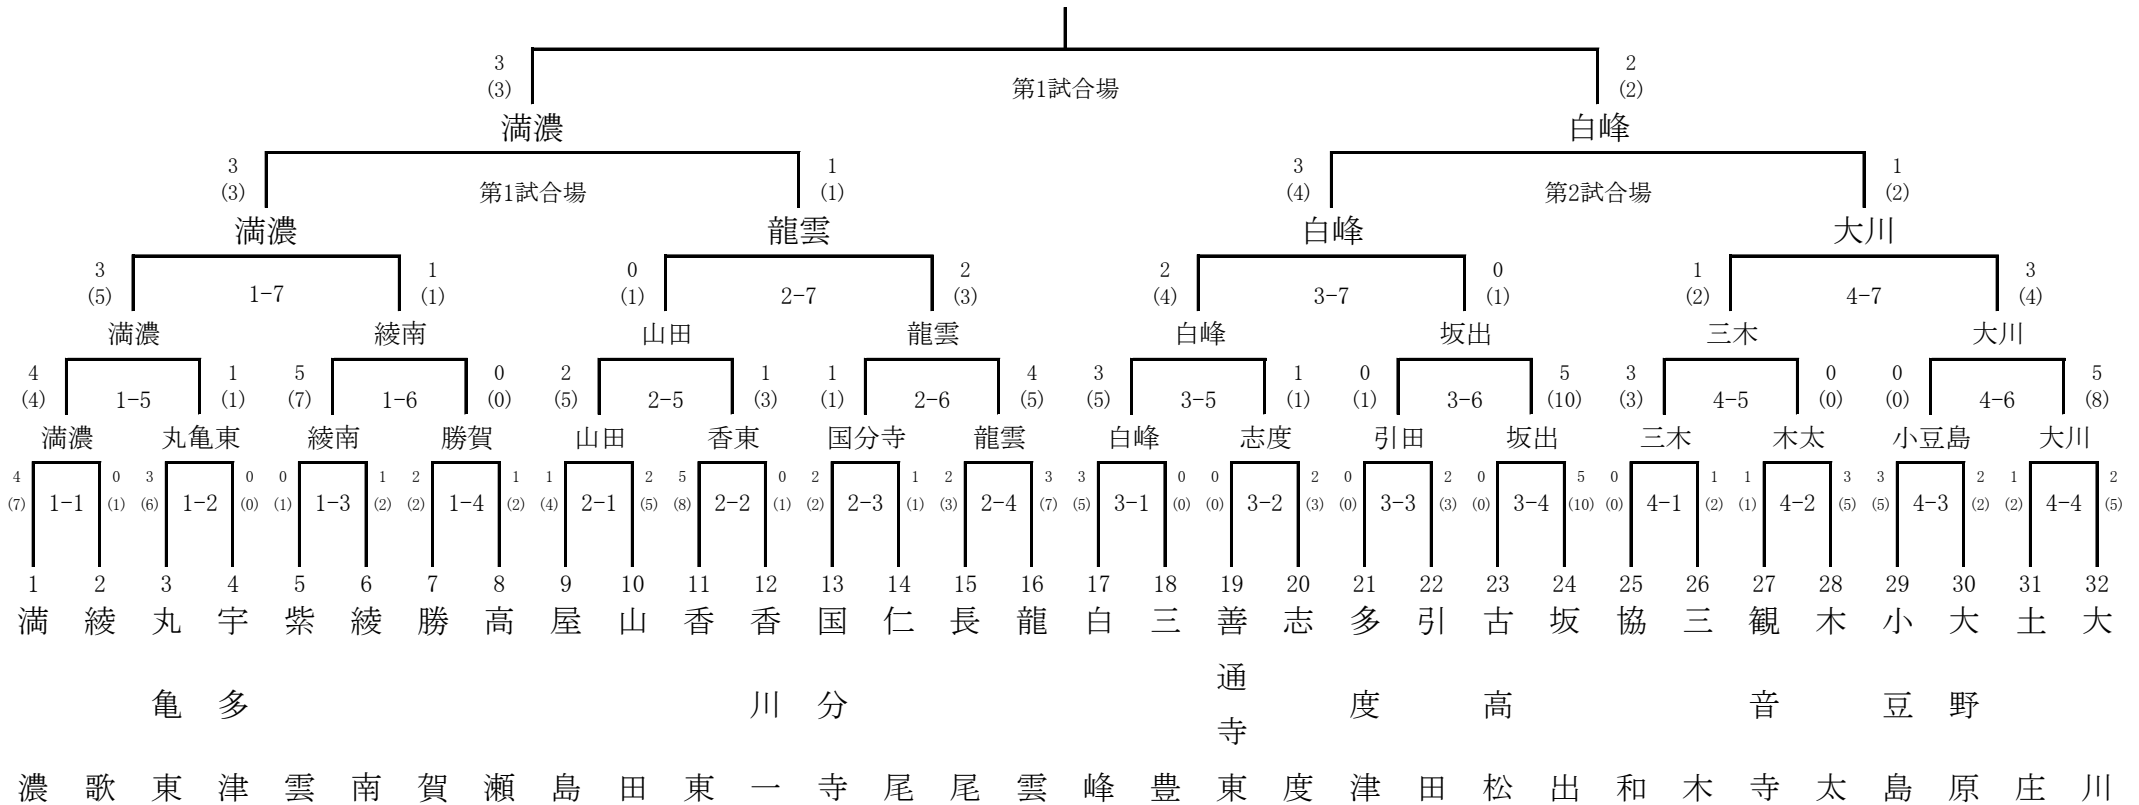 3 2
(3) 第1試合場 (2)
満濃 白峰
3 1 3 1
(3) 第1試合場 (1) (4) 第2試合場 (2)
満濃 龍雲 白峰 大川
3 1 0 2 2 0 1 3
(5) 1-7 (1) (1) 2-7 (3) (4) 3-7 (1) (2) 4-7 (4)
満濃 綾南 山田 龍雲 白峰 坂出 三木 大川
4 1 5 0 2 1 1 4 3 1 0 5 3 0 0 5
(4) 1-5 (1) (7) 1-6 (0) (5) 2-5 (3) (1) 2-6 (5) (5) 3-5 (1) (1) 3-6 (10) (3) 4-5 (0) (0) 4-6 (8)
満濃 丸亀東 綾南 勝賀 山田 香東 国分寺 龍雲 白峰 志度 引田 坂出 三木 木太 小豆島 大川
4 0 3 0 0 1 2 1 1 2 5 0 2 1 2 3 3 0 0 2 0 2 0 5 0 1 1 3 3 2 1 2
(7) 1-1 (1) (6) 1-2 (0) (1) 1-3 (2) (2) 1-4 (2) (4) 2-1 (5) (8) 2-2 (1) (2) 2-3 (1) (3) 2-4 (7) (5) 3-1 (0) (0) 3-2 (3) (0) 3-3 (3) (0) 3-4 (10) (0) 4-1 (2) (1) 4-2 (5) (5) 4-3 (2) (2) 4-4 (5)
1 2 3 4 5 6 7 8 9 10 11 12 13 14 15 16 17 18 19 20 21 22 23 24 25 26 27 28 29 30 31 32
満濃
綾歌
丸亀東
宇多津
紫雲
綾南
勝賀
高瀬
屋島
山田
香東
香川一
国分寺
仁尾
長尾
龍雲
白峰
三豊
善通寺東
志度
多度津
引田
古高松
坂出
協和
三木
観音寺
木太
小豆島
大野原
土庄
大川